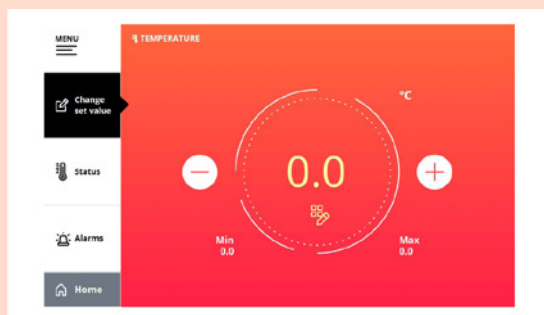 MENU
TEMPERATURE
Change
set value
°C
Status
0.0
Alarms
Min
0.0
Max
0.0
Home